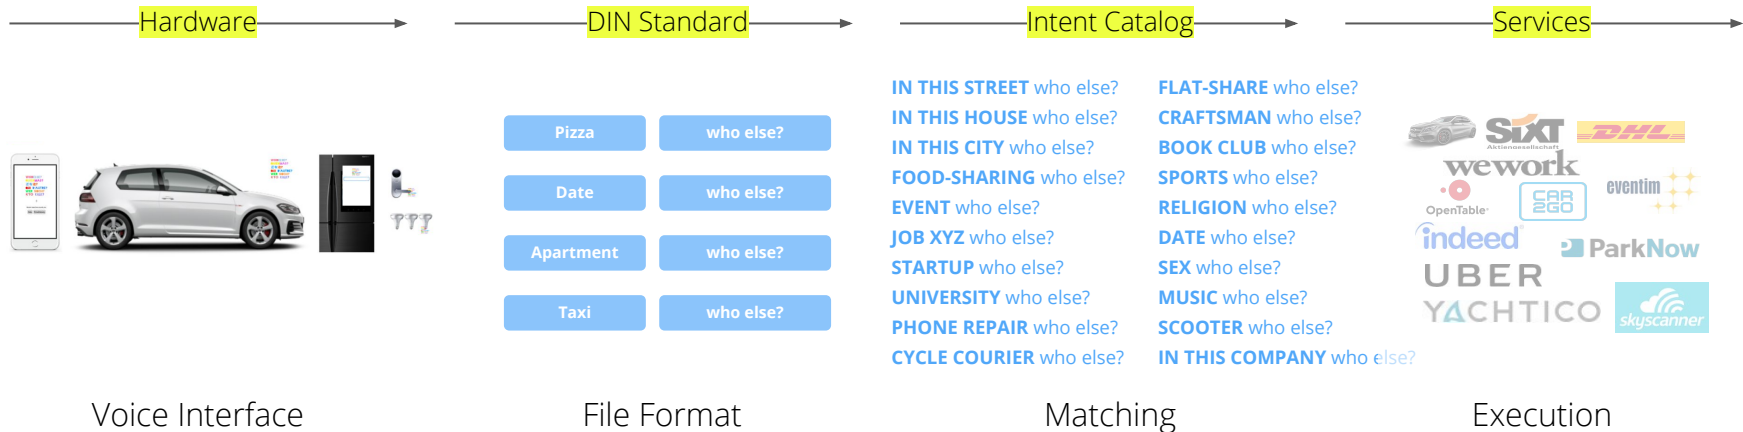 Hardware
DIN Standard
Intent Catalog
Services
Pizza who else?
Date who else?
Apartment who else?
Taxi who else?
IN THIS STREET who else?
IN THIS HOUSE who else?
IN THIS CITY who else?
FOOD-SHARING who else?
EVENT who else?
JOB XYZ who else?
STARTUP who else?
UNIVERSITY who else?
PHONE REPAIR who else?
CYCLE COURIER who else?
FLAT-SHARE who else?
CRAFTSMAN who else?
BOOK CLUB who else?
SPORTS who else?
RELIGION who else?
DATE who else?
SEX who else?
MUSIC who else?
SCOOTER who else?
IN THIS COMPANY who else?
SIXT
Aktiengesellschaft
DHL
wework
OpenTable
CAR2GO
eventim
indeed
ParkNow
UBER
YACHTICO
skyscanner
Voice Interface
File Format
Matching
Execution